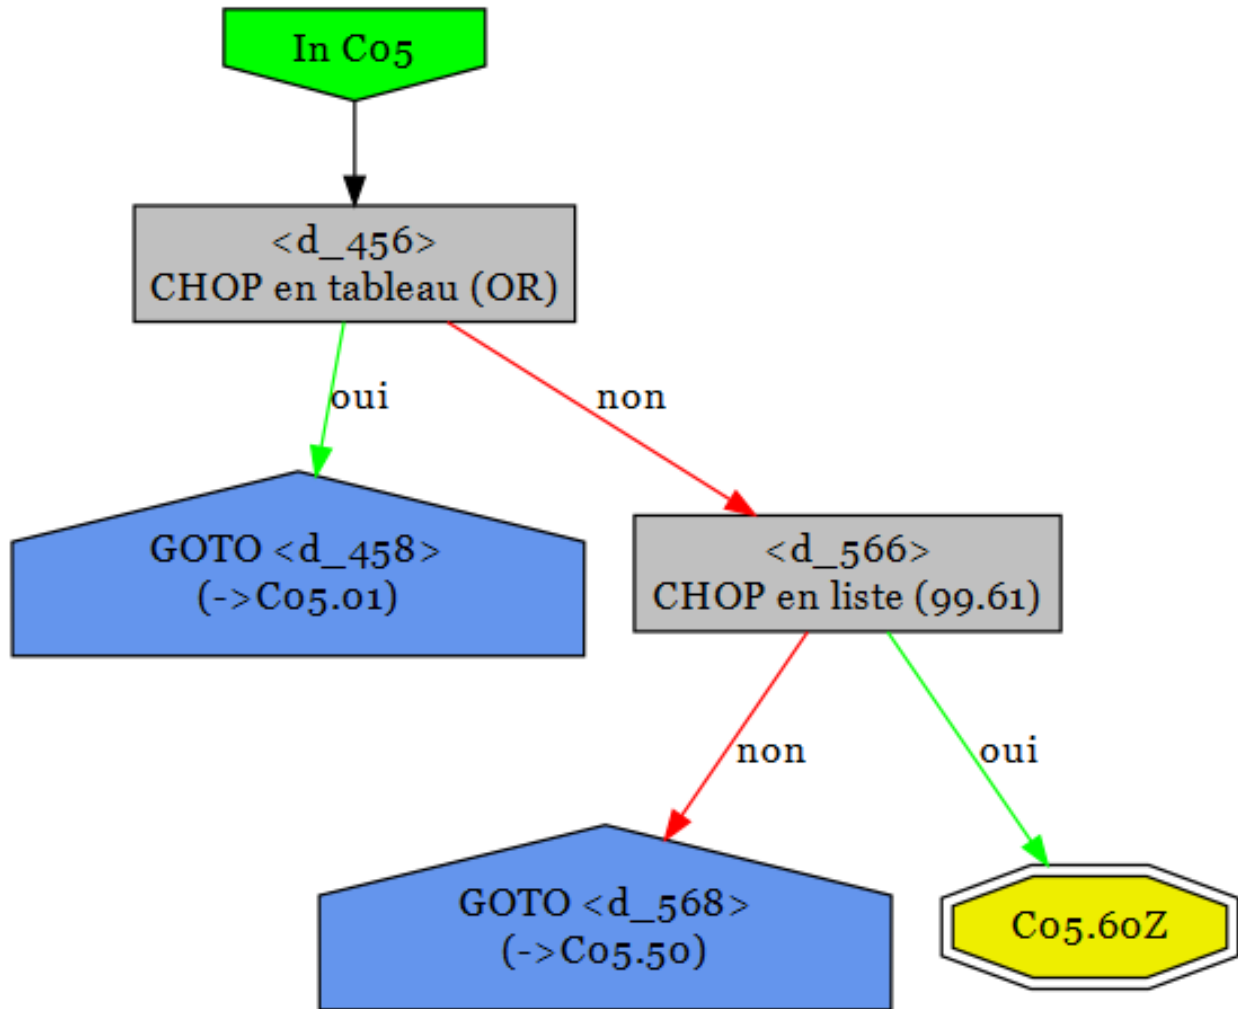 In C05
<d_456>
CHOP en tableau (OR)
oui
non
GOTO <d_458>
(->C05.01)
<d_566>
CHOP en liste (99.61)
non
oui
GOTO <d_568>
(->C05.50)
C05.60Z